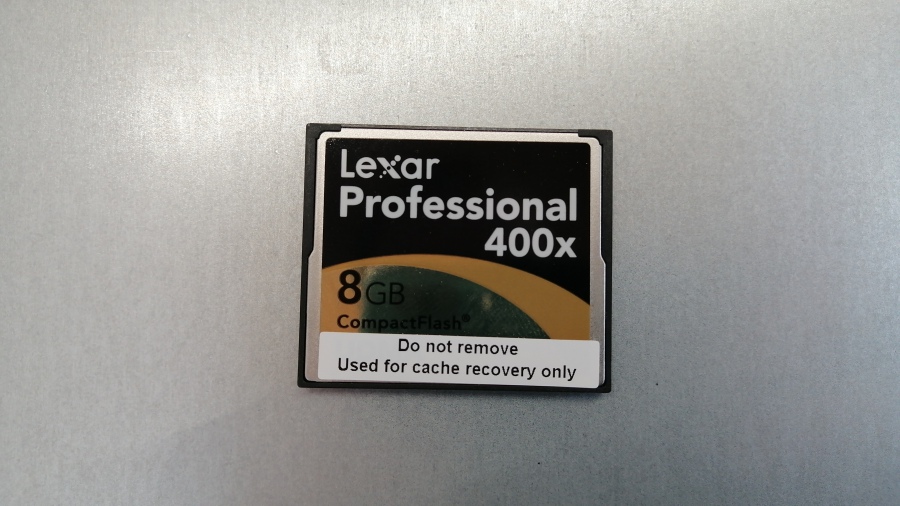 Lexar
Professional
400x
8GB
CompactFlash®
Do not remove
Used for cache recovery only